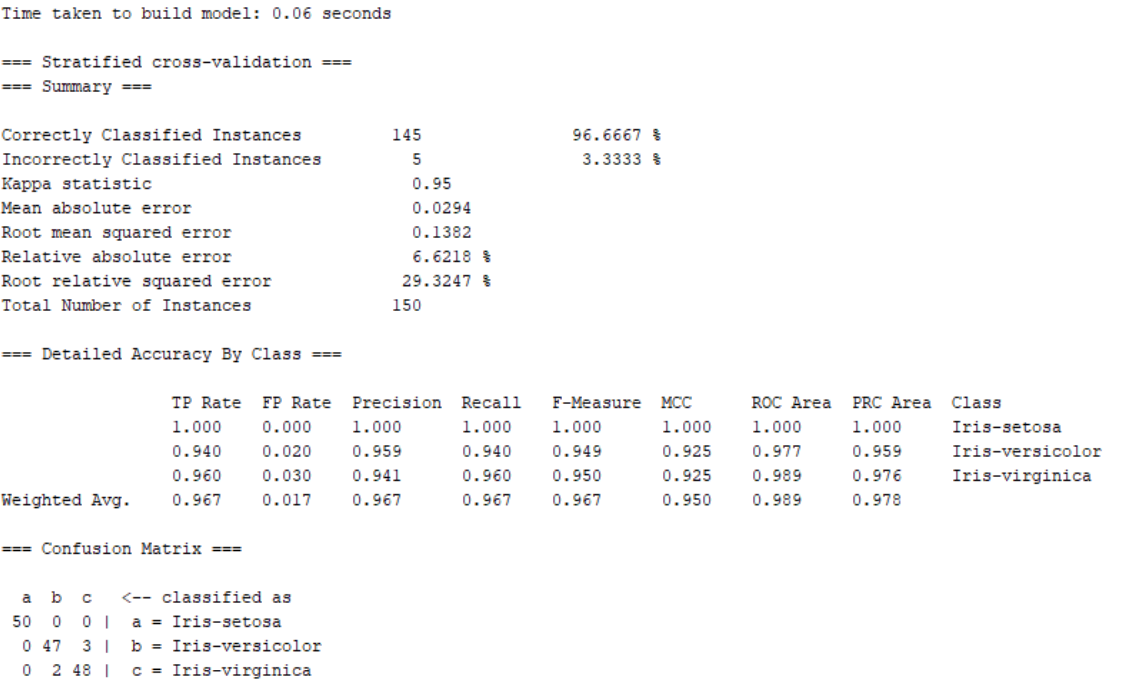 Time taken to build model: 0.06 seconds
=== Stratified cross-validation ===
=== Summary ===
Correctly Classified Instances 145 96.6667 %
Incorrectly Classified Instances 5 3.3333 %
Kappa statistic 0.95
Mean absolute error 0.0294
Root mean squared error 0.1382
Relative absolute error 6.6218 %
Root relative squared error 29.3247 %
Total Number of Instances 150
=== Detailed Accuracy By Class ===
TP Rate FP Rate Precision Recall F-Measure MCC ROC Area PRC Area Class
1.000 0.000 1.000 1.000 1.000 1.000 1.000 1.000 Iris-setosa
0.940 0.020 0.959 0.940 0.949 0.925 0.977 0.959 Iris-versicolor
0.960 0.030 0.941 0.960 0.950 0.925 0.989 0.976 Iris-virginica
Weighted Avg. 0.967 0.017 0.967 0.967 0.967 0.950 0.989 0.978
=== Confusion Matrix ===
a b c <-- classified as
50 0 0 | a = Iris-setosa
0 47 3 | b = Iris-versicolor
0 2 48 | c = Iris-virginica